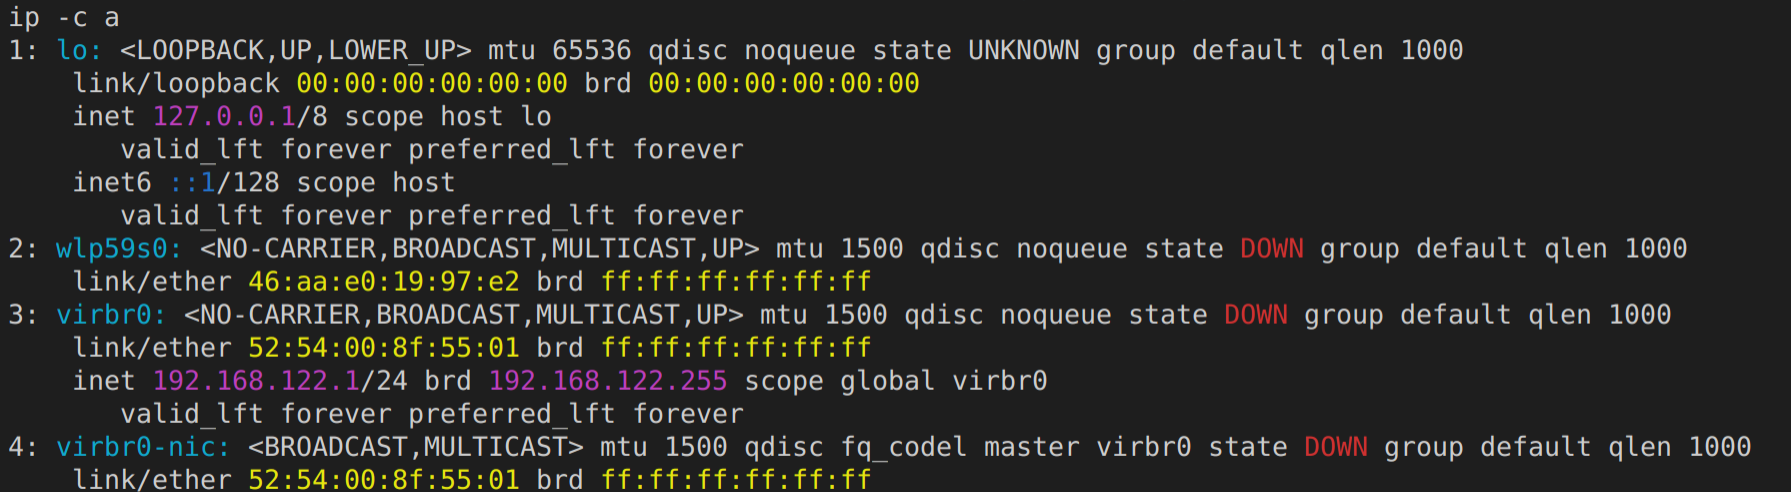 ip -c a
1: lo: <LOOPBACK,UP,LOWER_UP> mtu 65536 qdisc noqueue state UNKNOWN group default qlen 1000
    link/loopback 00:00:00:00:00:00 brd 00:00:00:00:00:00
    inet 127.0.0.1/8 scope host lo
       valid_lft forever preferred_lft forever
    inet6 ::1/128 scope host
       valid_lft forever preferred_lft forever
2: wlp59s0: <NO-CARRIER,BROADCAST,MULTICAST,UP> mtu 1500 qdisc noqueue state DOWN group default qlen 1000
    link/ether 46:aa:e0:19:97:e2 brd ff:ff:ff:ff:ff:ff
3: virbr0: <NO-CARRIER,BROADCAST,MULTICAST,UP> mtu 1500 qdisc noqueue state DOWN group default qlen 1000
    link/ether 52:54:00:8f:55:01 brd ff:ff:ff:ff:ff:ff
    inet 192.168.122.1/24 brd 192.168.122.255 scope global virbr0
       valid_lft forever preferred_lft forever
4: virbr0-nic: <BROADCAST,MULTICAST> mtu 1500 qdisc fq_codel master virbr0 state DOWN group default qlen 1000
    link/ether 52:54:00:8f:55:01 brd ff:ff:ff:ff:ff:ff